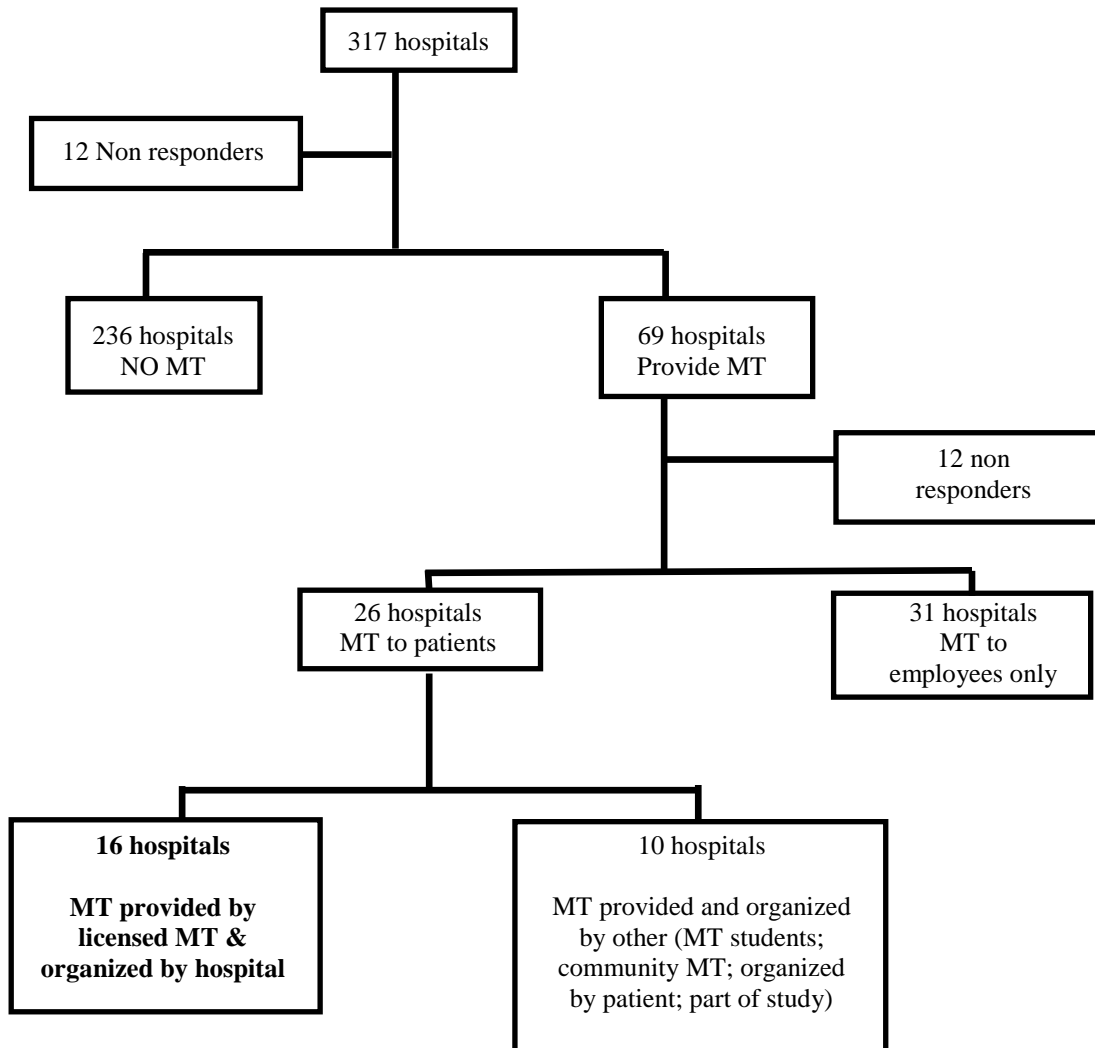 317 hospitals
12 Non responders
236 hospitals
NO MT
69 hospitals
Provide MT
12 non
responders
26 hospitals
MT to patients
31 hospitals
MT to
employees only
16 hospitals
MT provided by
licensed MT &
organized by hospital
10 hospitals
MT provided and organized
by other (MT students;
community MT; organized
by patient; part of study)